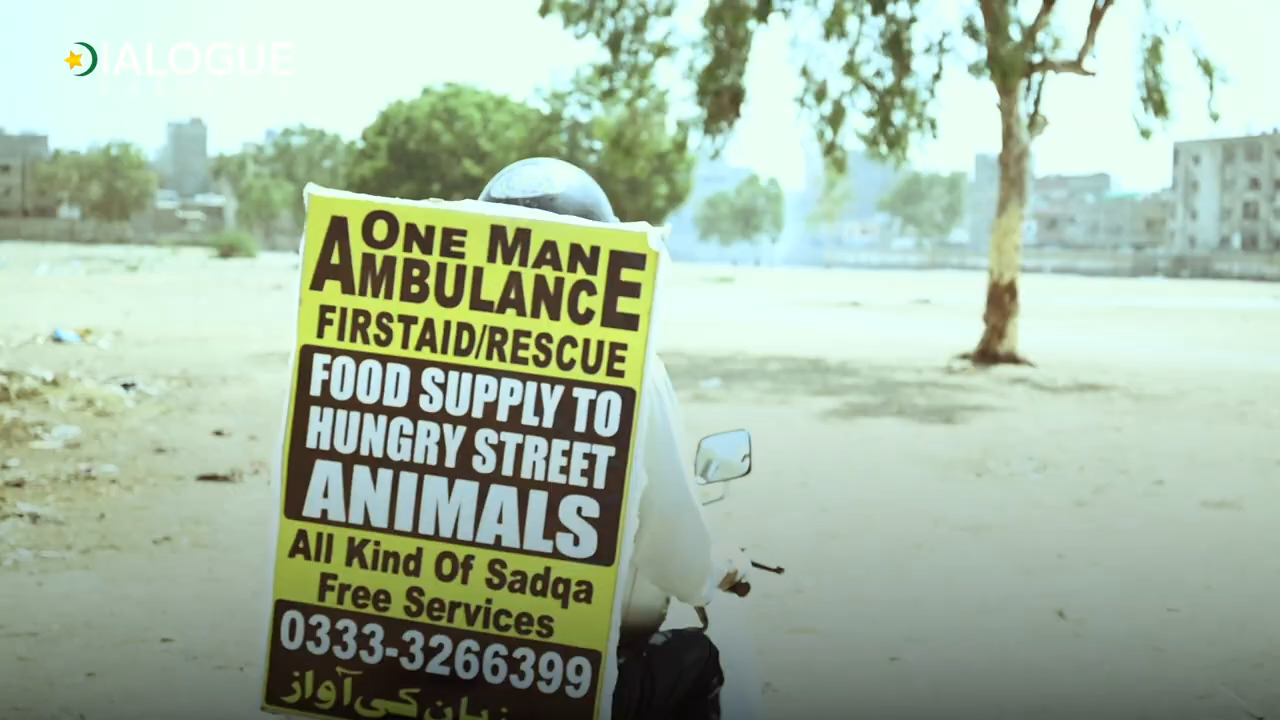 DIALOGUE
ONE MAN
AMBULANCE
FIRSTAID/RESCUE
FOOD SUPPLY TO
HUNGRY STREET
ANIMALS
All Kind Of Sadqa
Free Services
0333-3266399
زبان کی آواز